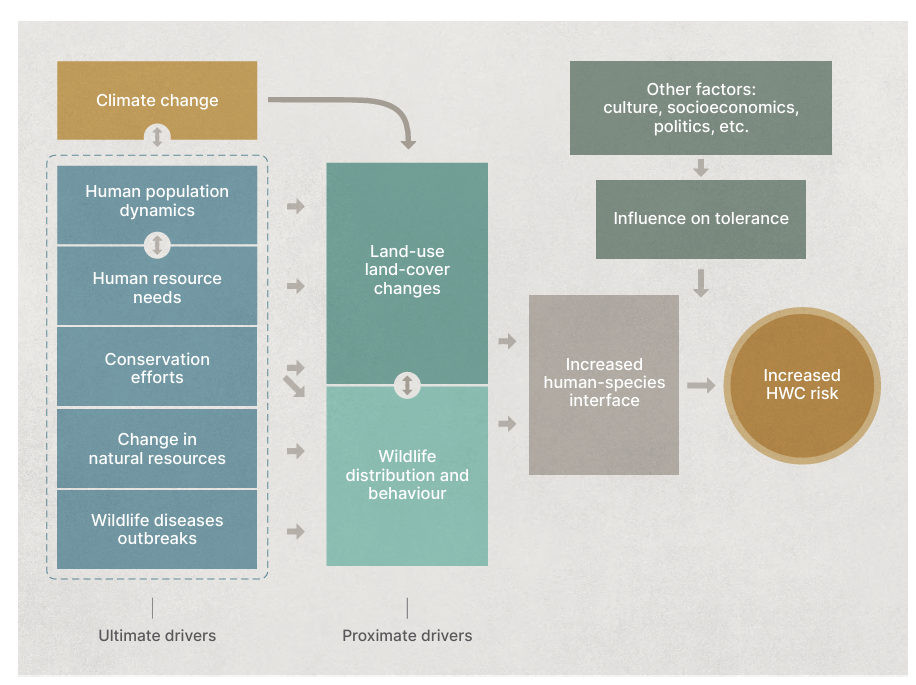 Climate change
Human population
dynamics
Human resource
needs
Conservation
efforts
Change in
natural resources
Wildlife diseases
outbreaks
Ultimate drivers
Land-use
land-cover
changes
Wildlife
distribution and
behaviour
Proximate drivers
Other factors:
culture, socioeconomics,
politics, etc.
Influence on tolerance
Increased
human-species
interface
Increased
HWC risk